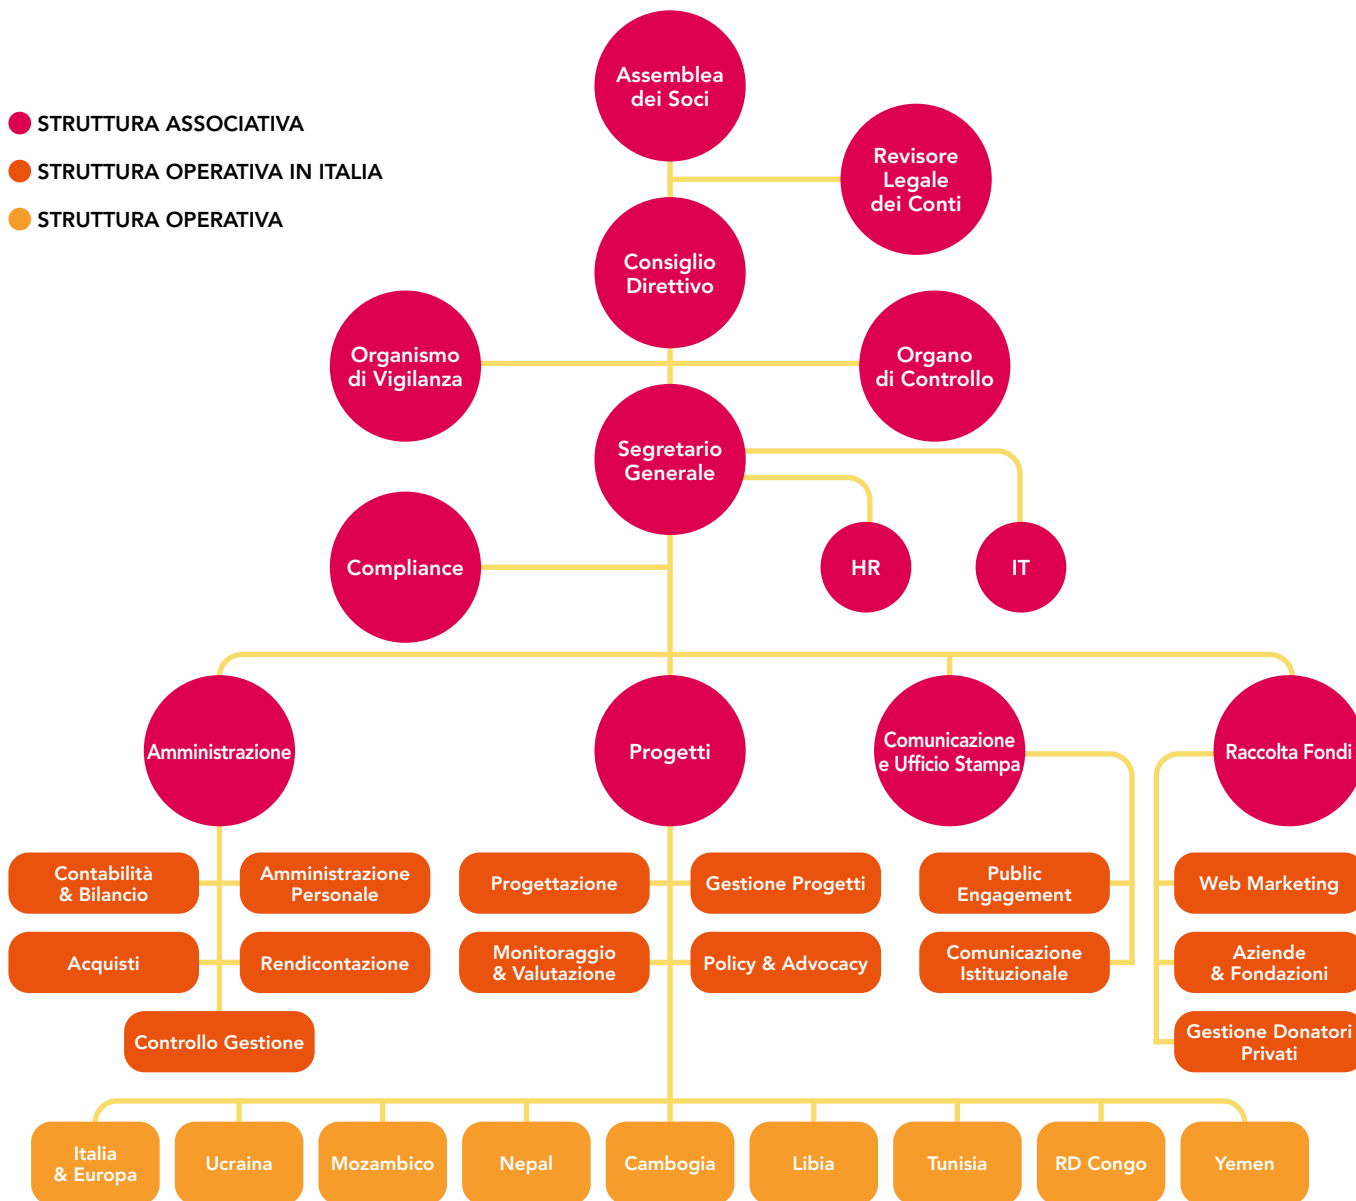 Assemblea
dei Soci
STRUTTURA ASSOCIATIVA
STRUTTURA OPERATIVA IN ITALIA
STRUTTURA OPERATIVA
Revisore
Legale
dei Conti
Consiglio
Direttivo
Organismo
di Vigilanza
Organo
di Controllo
Segretario
Generale
Compliance
HR
IT
Amministrazione
Progetti
Comunicazione
e Ufficio Stampa
Raccolta Fondi
Contabilità
& Bilancio
Amministrazione
Personale
Acquisti
Rendicontazione
Controllo Gestione
Progettazione
Gestione Progetti
Monitoraggio
& Valutazione
Policy & Advocacy
Public
Engagement
Comunicazione
Istituzionale
Web Marketing
Aziende
& Fondazioni
Gestione Donatori
Privati
Italia
& Europa
Ucraina
Mozambico
Nepal
Cambogia
Libia
Tunisia
RD Congo
Yemen